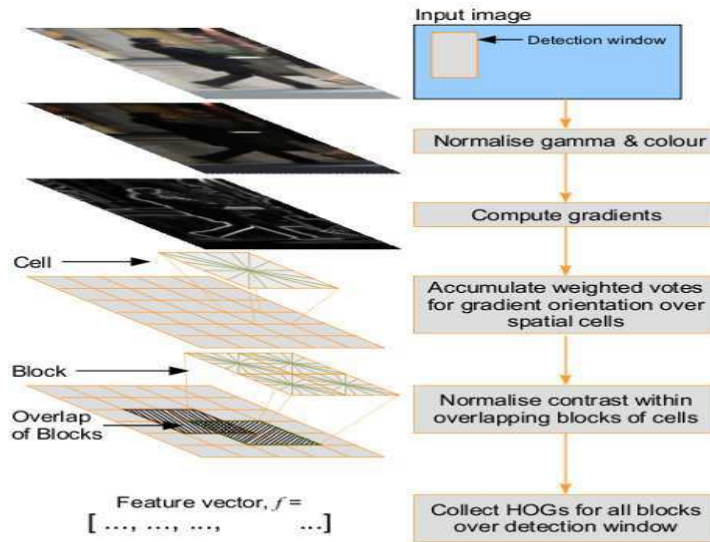 Input image
Detection window
Normalise gamma & colour
Compute gradients
Cell
Accumulate weighted votes
for gradient orientation over
spatial cells
Block
Normalise contrast within
overlapping blocks of cells
Overlap
of Blocks
Feature vector, f =
[ ..., ..., ..., ...]
Collect HOGs for all blocks
over detection window